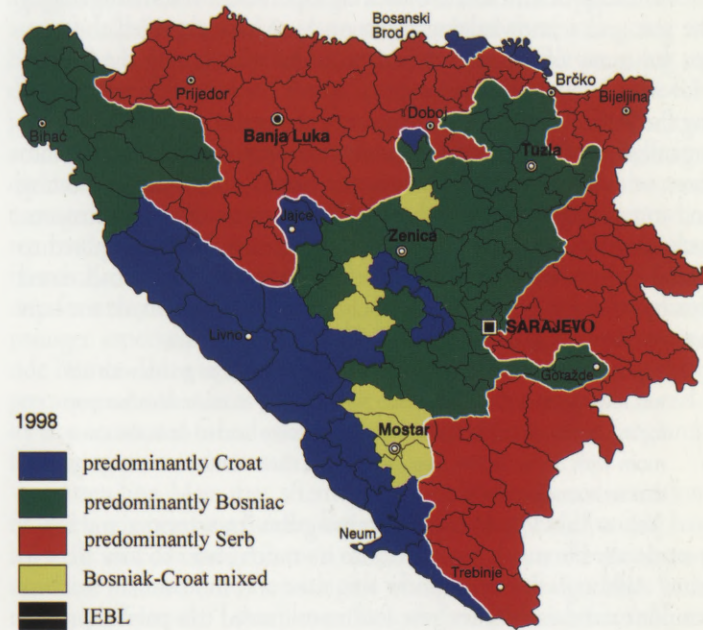 Bosanski
Brod
Brčko
Prijedor
Doboj
Bijeljina
Bihać
Banja Luka
Tuzla
Jajce
Zenica
SARAJEVO
Livno
Goražde
Mostar
Neum
Trebinje
1998
predominantly Croat
predominantly Bosniac
predominantly Serb
Bosniak-Croat mixed
IEBL